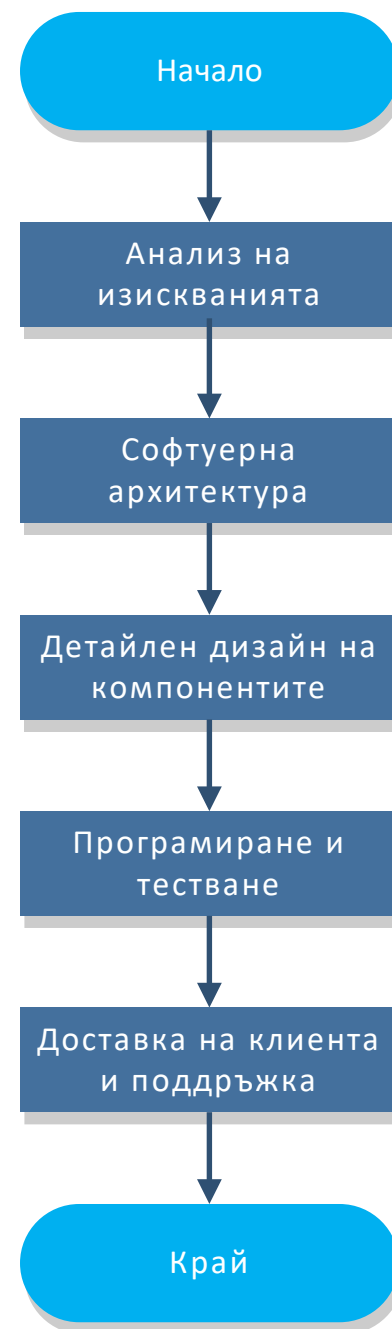 Начало
Анализ на
изискванията
Софтуерна
архитектура
Детайлен дизайн на
компонентите
Програмиране и
тестване
Доставка на клиента
и поддръжка
Край